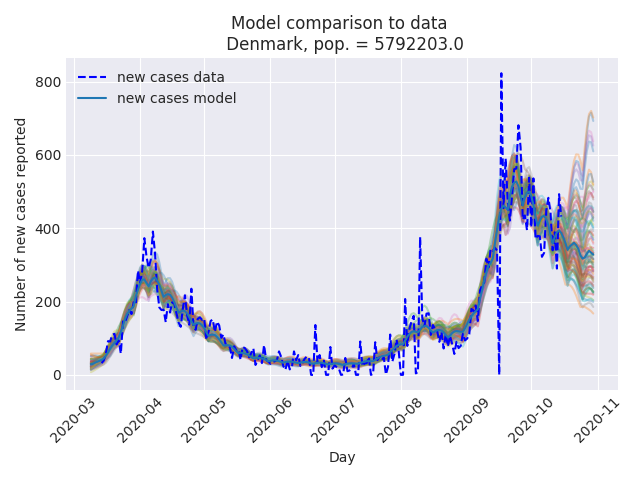 Model comparison to data
Denmark, pop. = 5792203.0
new cases data
new cases model
Number of new cases reported
800
600
400
200
0
2020-03
2020-04
2020-05
2020-06
2020-07
2020-08
2020-09
2020-10
2020-11
Day